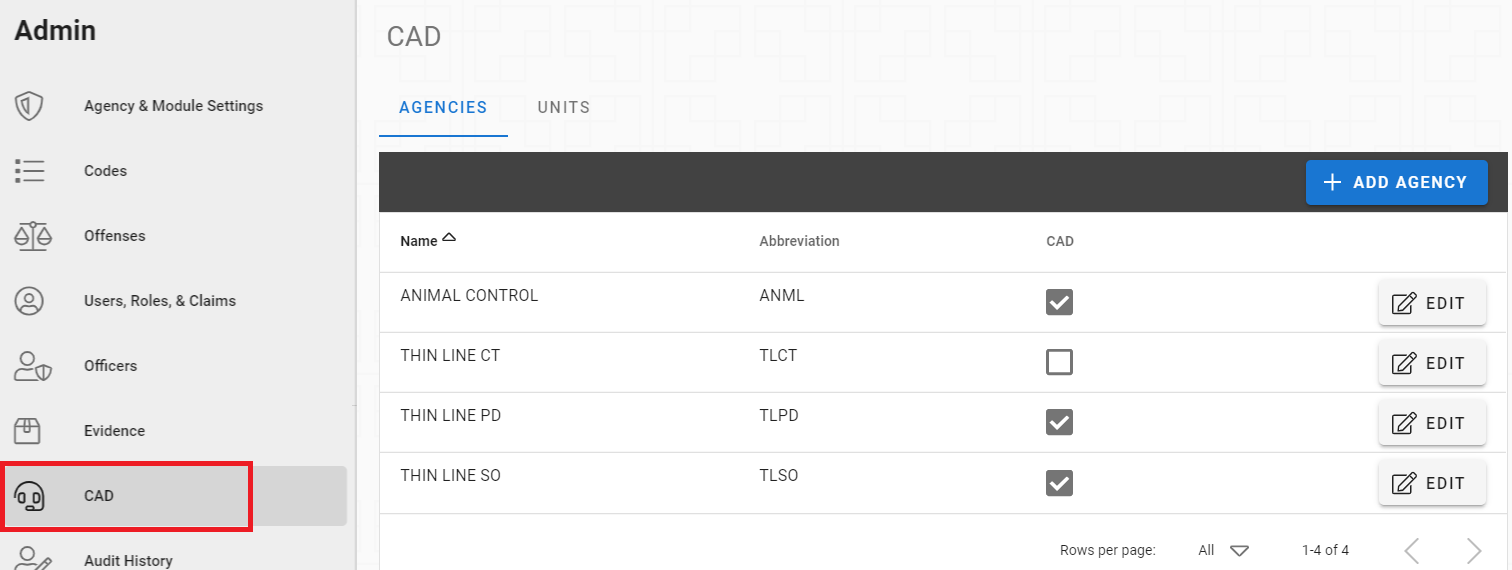 Admin
Agency & Module Settings
Codes
Offenses
Users, Roles, & Claims
Officers
Evidence
CAD
Audit History
CAD
AGENCIES UNITS
ADD AGENCY
Name Abbreviation CAD
ANIMAL CONTROL ANML EDIT
THIN LINE CT TLCT EDIT
THIN LINE PD TLPD EDIT
THIN LINE SO TLSO EDIT
Rows per page: All 1-4 of 4